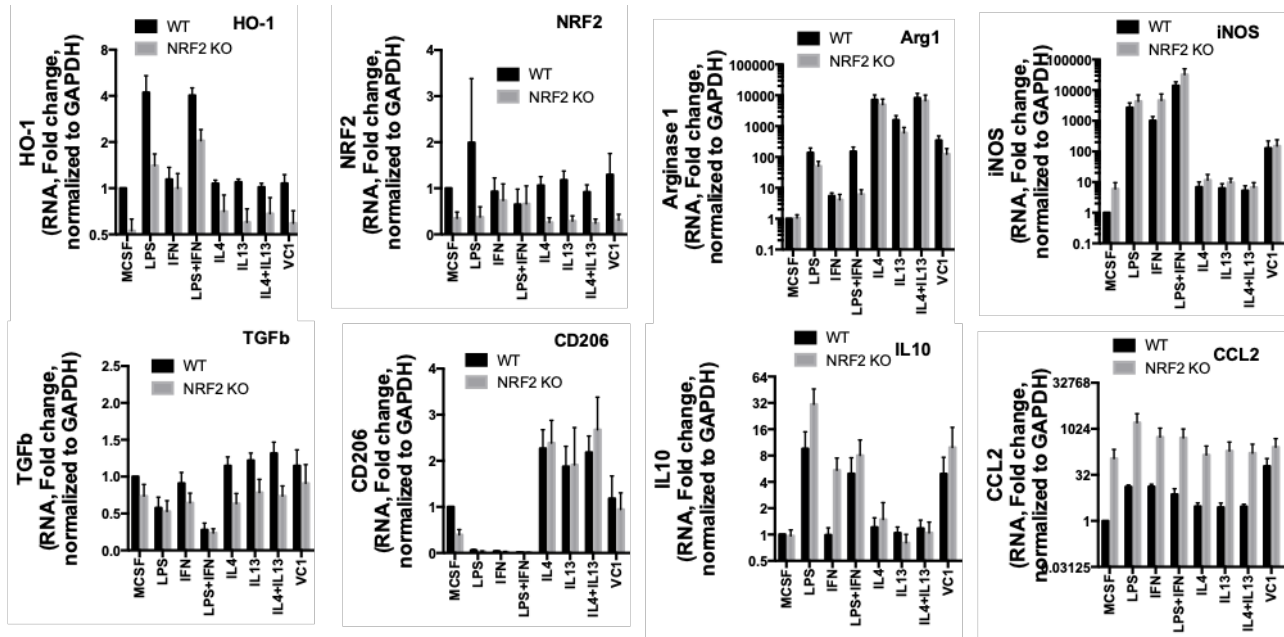 HO-1
WT
NRF2 KO
HO-1
(RNA, Fold change,
normalized to GAPDH)
8
4
2
1
0.5
MCSF
LPS
IFN
LPS+IFN
IL4
IL13
IL4+IL13
VC1
NRF2
WT
NRF2 KO
NRF2
(RNA, Fold change,
normalized to GAPDH)
4
3
2
1
0
MCSF
LPS
IFN
LPS+IFN
IL4
IL13
IL4+IL13
VC1
WT
NRF2 KO
Arg1
Arginase 1
(RNA, Fold change,
normalized to GAPDH)
100000
10000
1000
100
10
1
0.1
MCSF
LPS
IFN
LPS+IFN
IL4
IL13
IL4+IL13
VC1
WT
NRF2 KO
iNOS
iNOS
(RNA, Fold change,
normalized to GAPDH)
100000
10000
1000
100
10
1
0.1
MCSF
LPS
IFN
LPS+IFN
IL4
IL13
IL4+IL13
VC1
TGFb
WT
NRF2 KO
TGFb
(RNA, Fold change,
normalized to GAPDH)
2.5
2.0
1.5
1.0
0.5
0.0
MCSF
LPS
IFN
LPS+IFN
IL4
IL13
IL4+IL13
VC1
CD206
WT
NRF2 KO
CD206
(RNA, Fold change,
normalized to GAPDH)
4
3
2
1
0
MCSF
LPS
IFN
LPS+IFN
IL4
IL13
IL4+IL13
VC1
WT
NRF2 KO
IL10
IL10
(RNA, Fold change,
normalized to GAPDH)
64
32
16
8
4
2
1
0.5
MCSF
LPS
IFN
LPS+IFN
IL4
IL13
IL4+IL13
VC1
WT
NRF2 KO
CCL2
CCL2
(RNA, Fold change,
normalized to GAPDH)
32768
1024
32
1
0.03125
MCSF
LPS
IFN
LPS+IFN
IL4
IL13
IL4+IL13
VC1